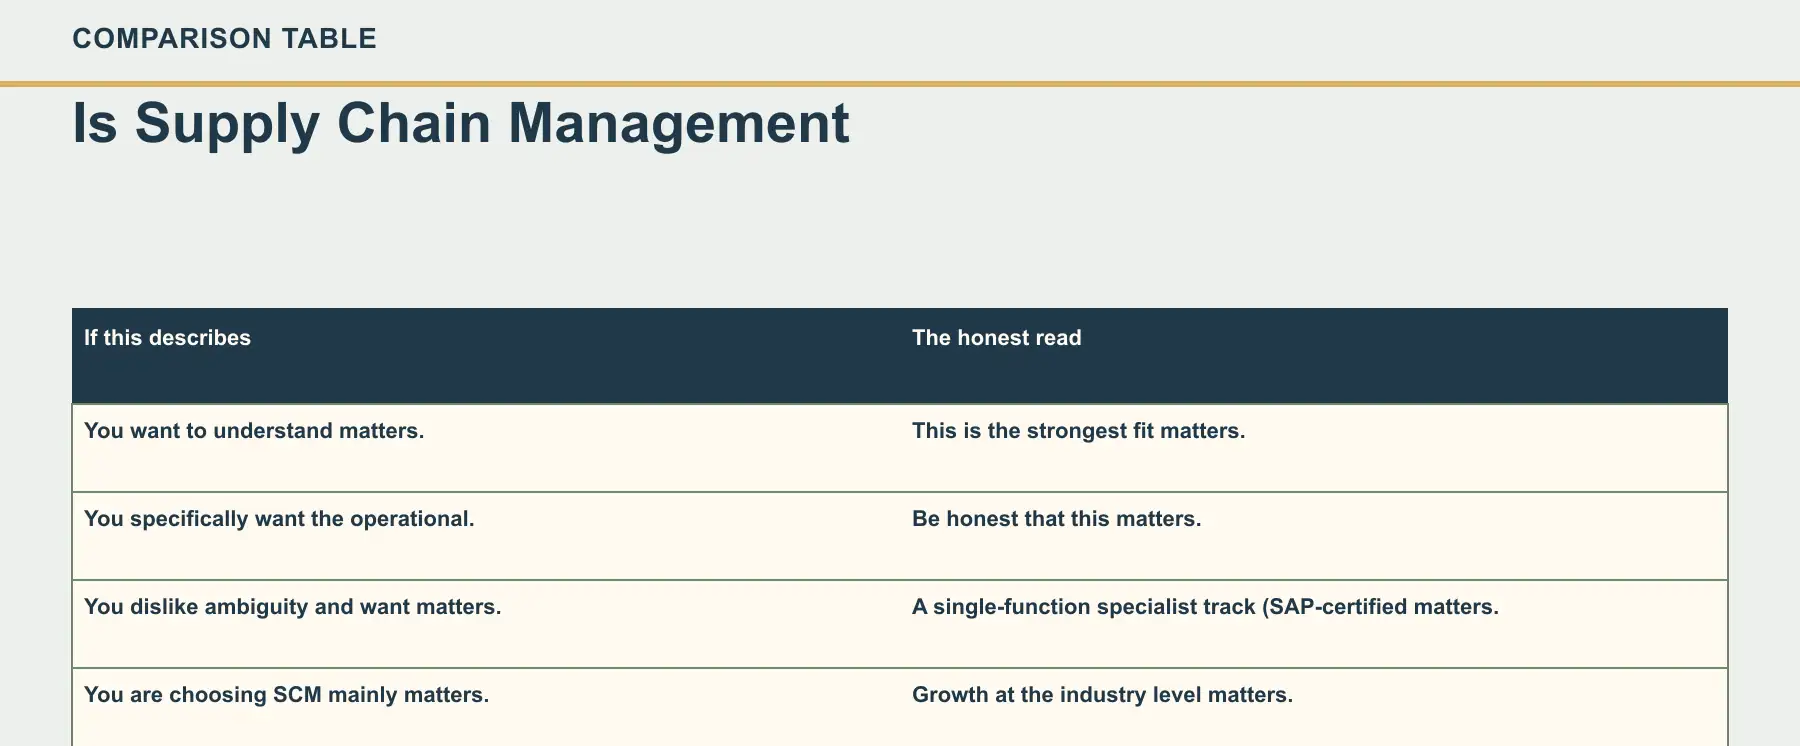 COMPARISON TABLE
Is Supply Chain Management
If this describes
The honest read
You want to understand matters.
This is the strongest fit matters.
You specifically want the operational.
Be honest that this matters.
You dislike ambiguity and want matters.
A single-function specialist track (SAP-certified matters.
You are choosing SCM mainly matters.
Growth at the industry level matters.